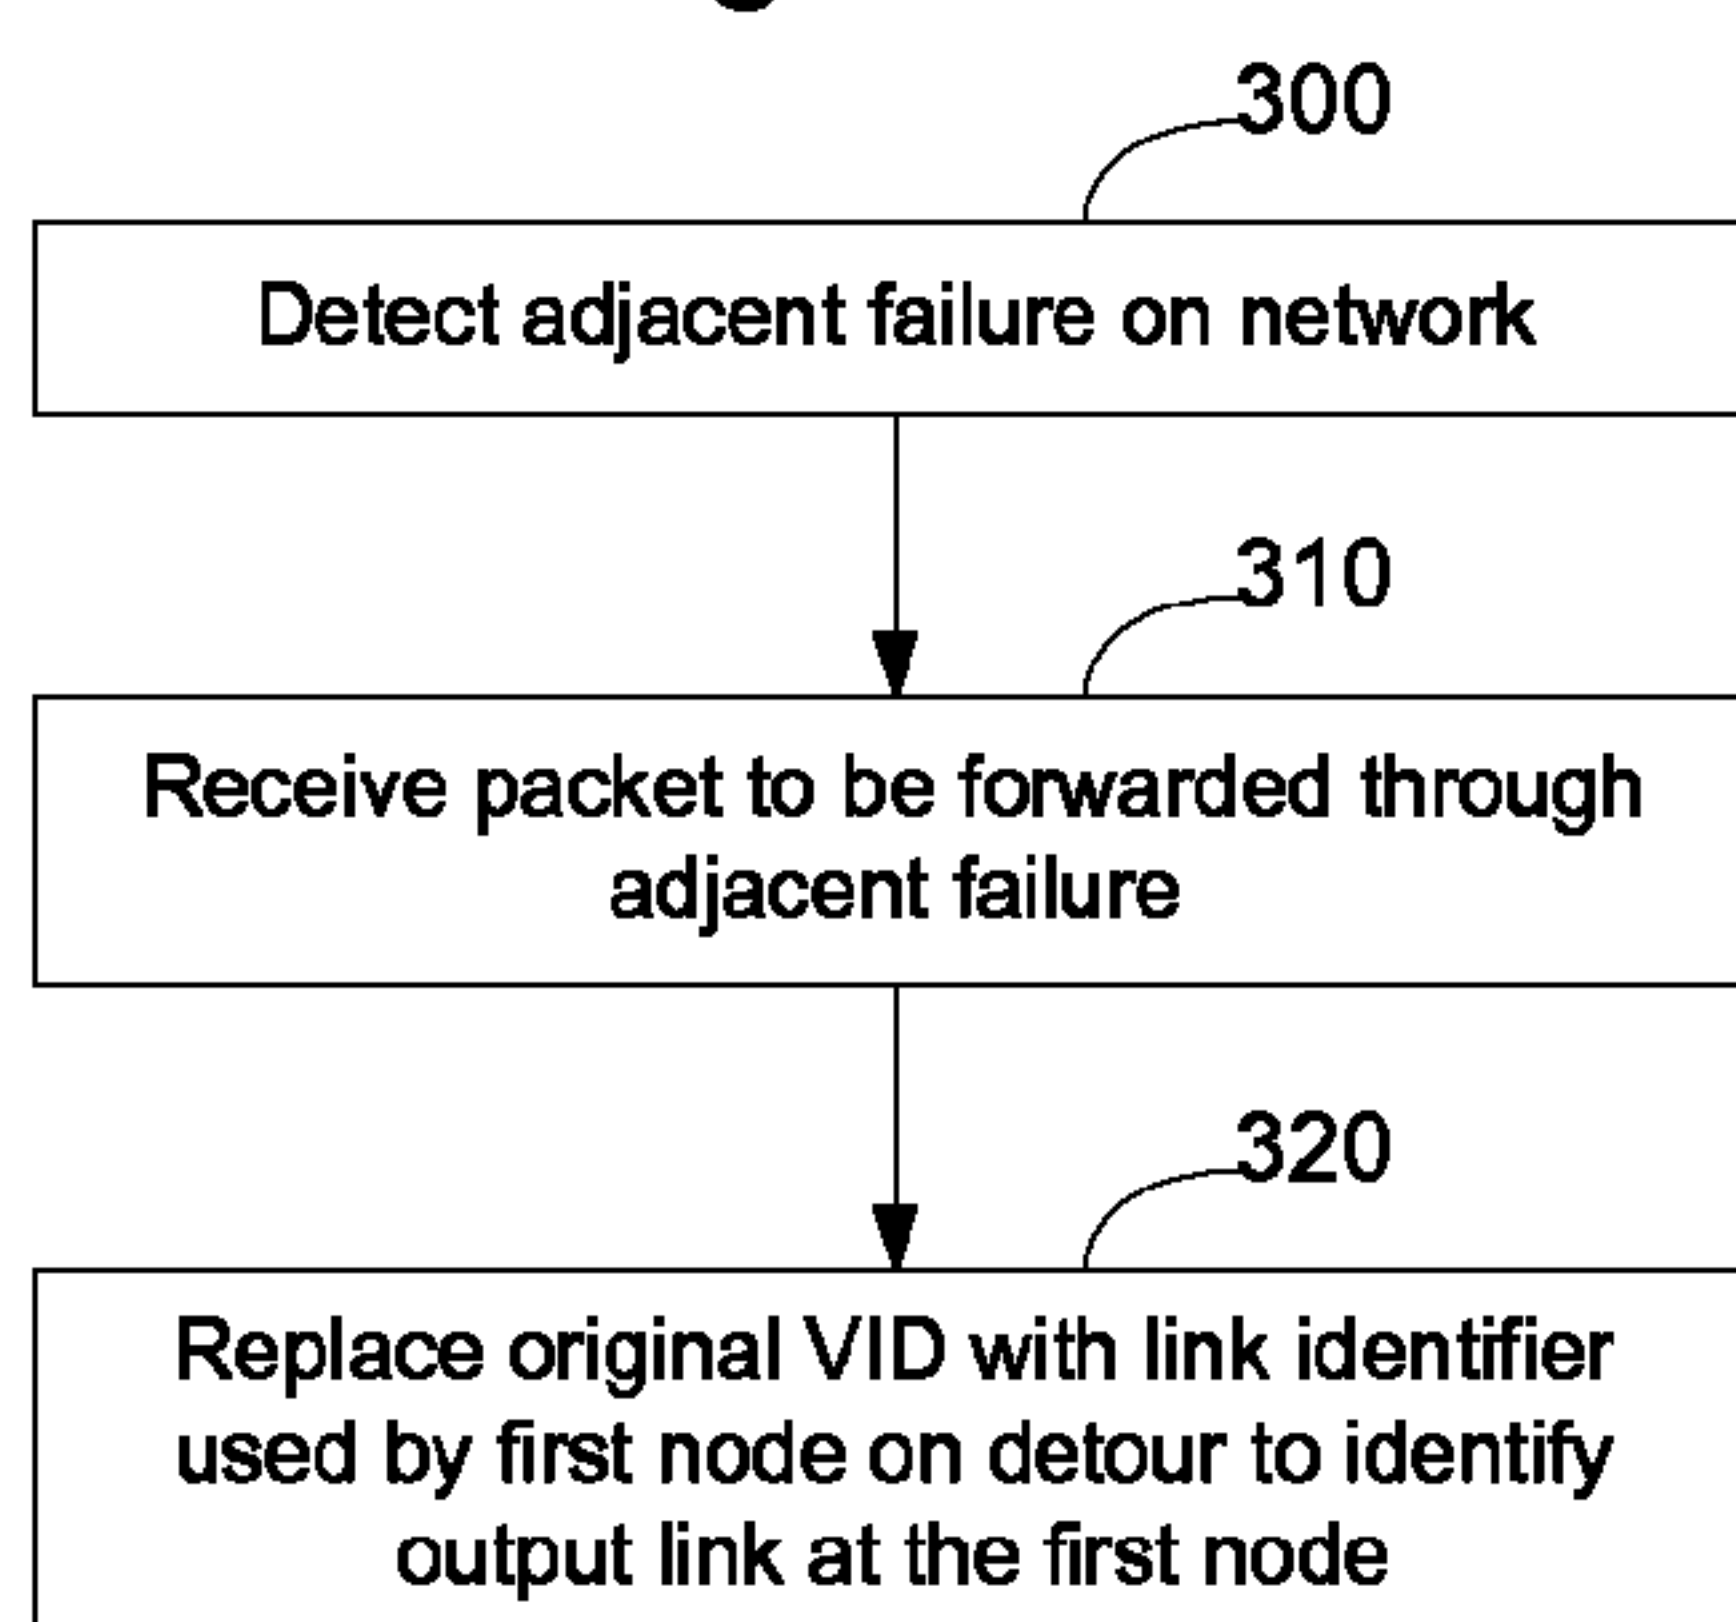 300
Detect adjacent failure on network
310
Receive packet to be forwarded through
adjacent failure
320
Replace original VID with link identifier
used by first node on detour to identify
output link at the first node